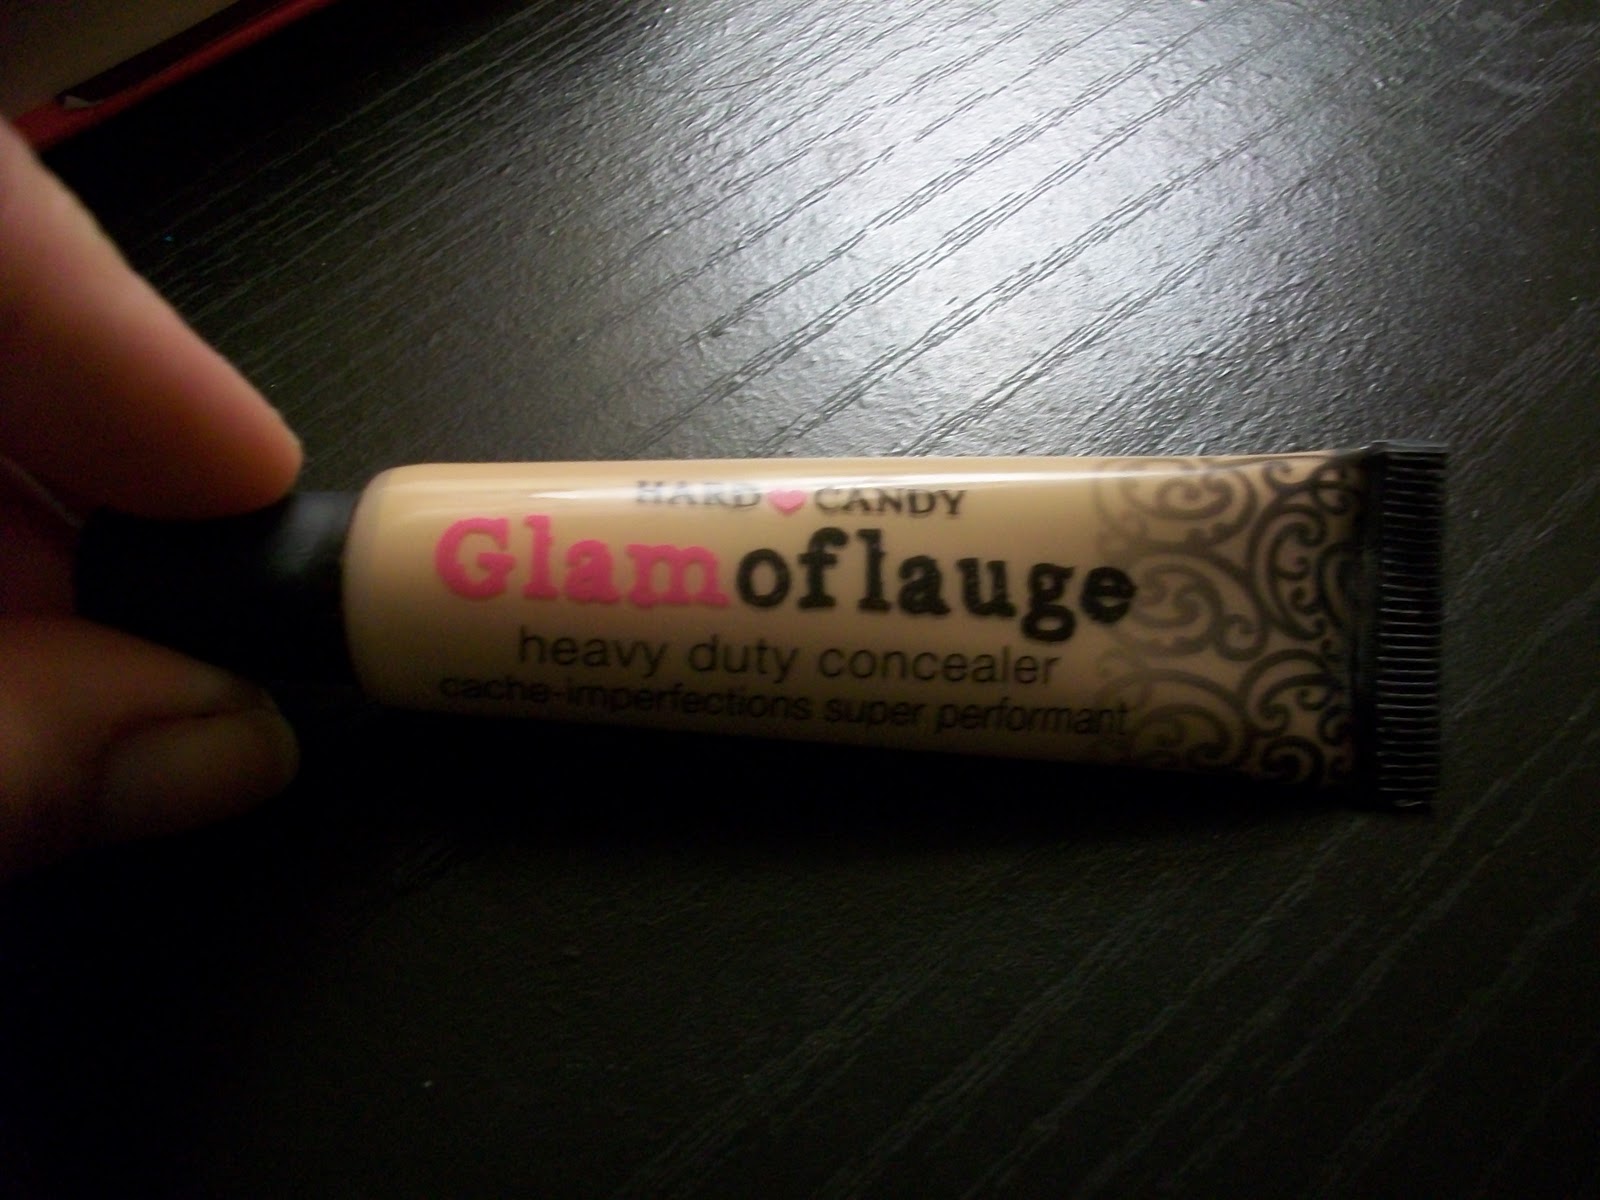 HARD CANDY
Glamoflauge
heavy duty concealer
cache-imperfections super performant